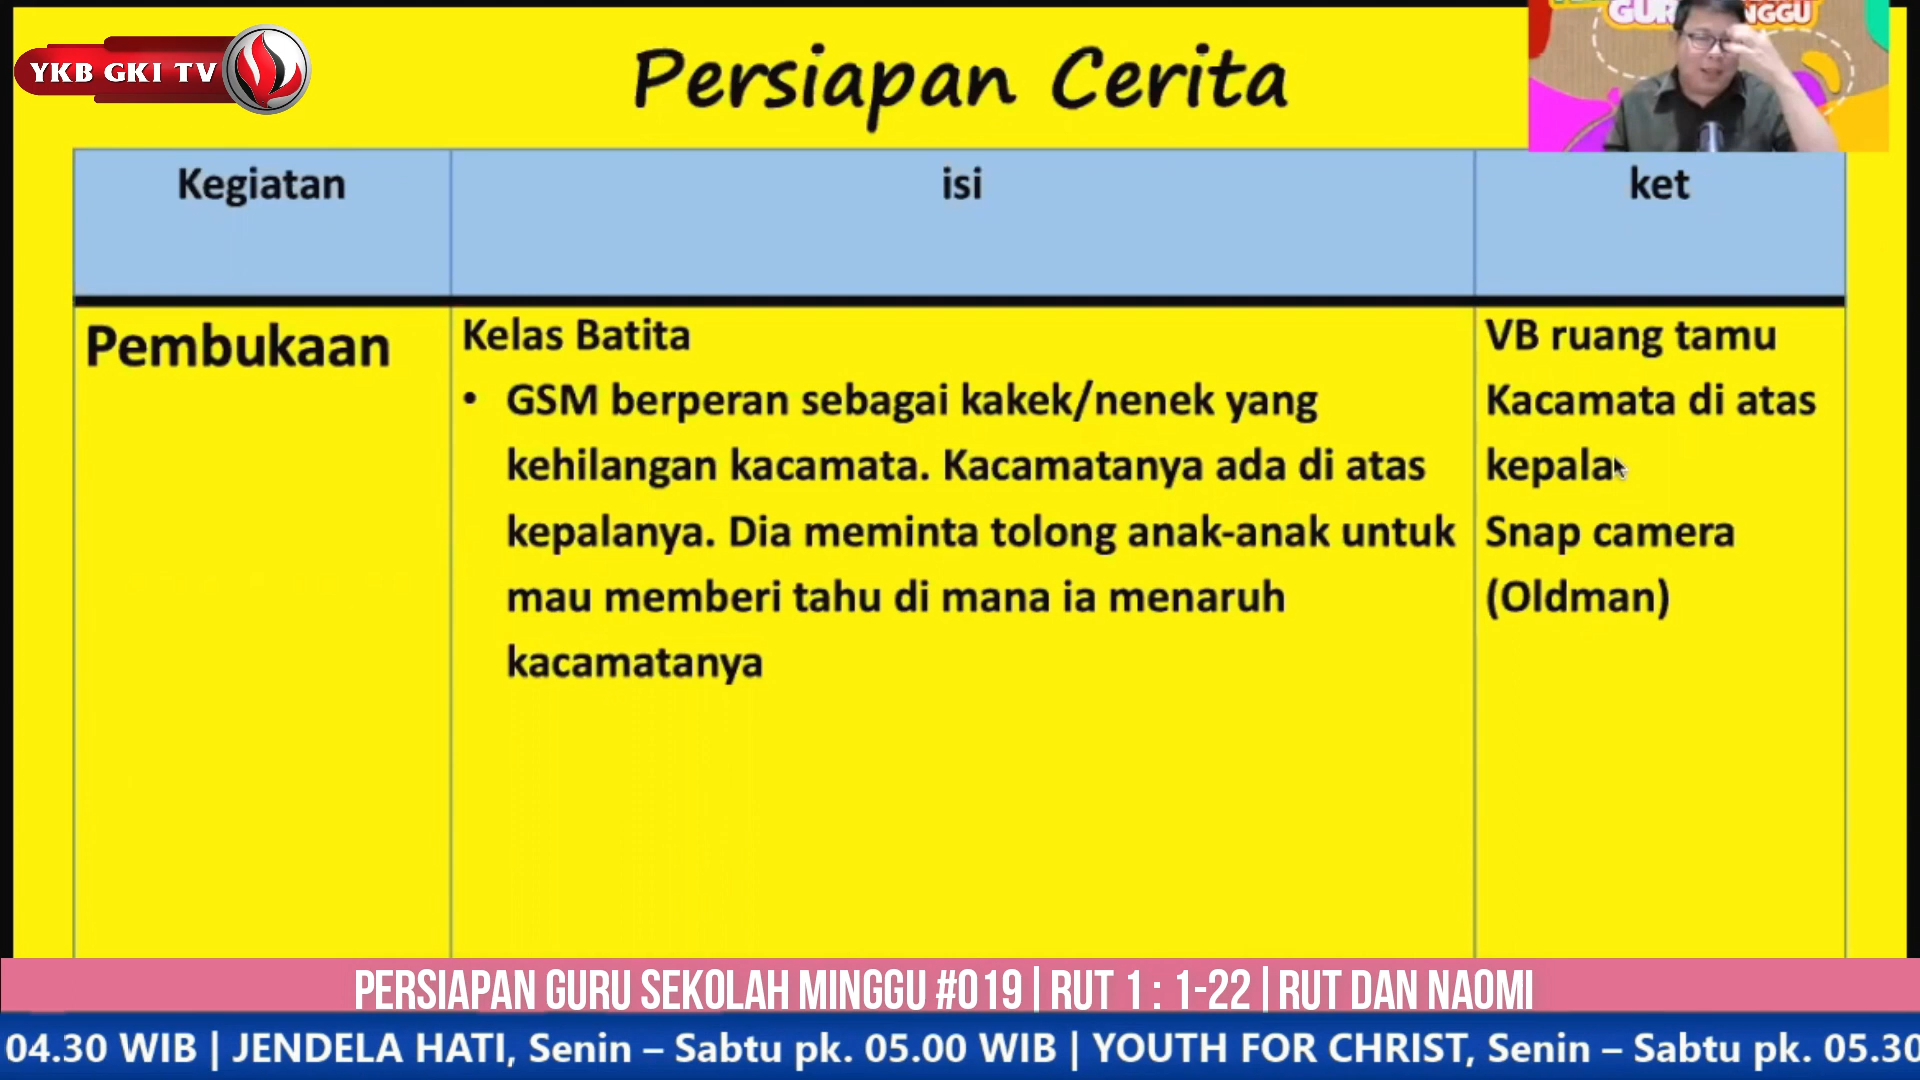 YKB GKI TV
Persiapan Cerita
Kegiatan
isi
ket
Pembukaan
Kelas Batita
• GSM berperan sebagai kakek/nenek yang
kehilangan kacamata. Kacamatanya ada di atas
kepalanya. Dia meminta tolong anak-anak untuk
mau memberi tahu di mana ia menaruh
kacamatanya
VB ruang tamu
Kacamata di atas
kepala
Snap camera
(Oldman)
PERSIAPAN GURU SEKOLAH MINGGU #019 | RUT 1 : 1-22 | RUT DAN NAOMI
04.30 WIB | JENDELA HATI, Senin – Sabtu pk. 05.00 WIB | YOUTH FOR CHRIST, Senin – Sabtu pk. 05.30